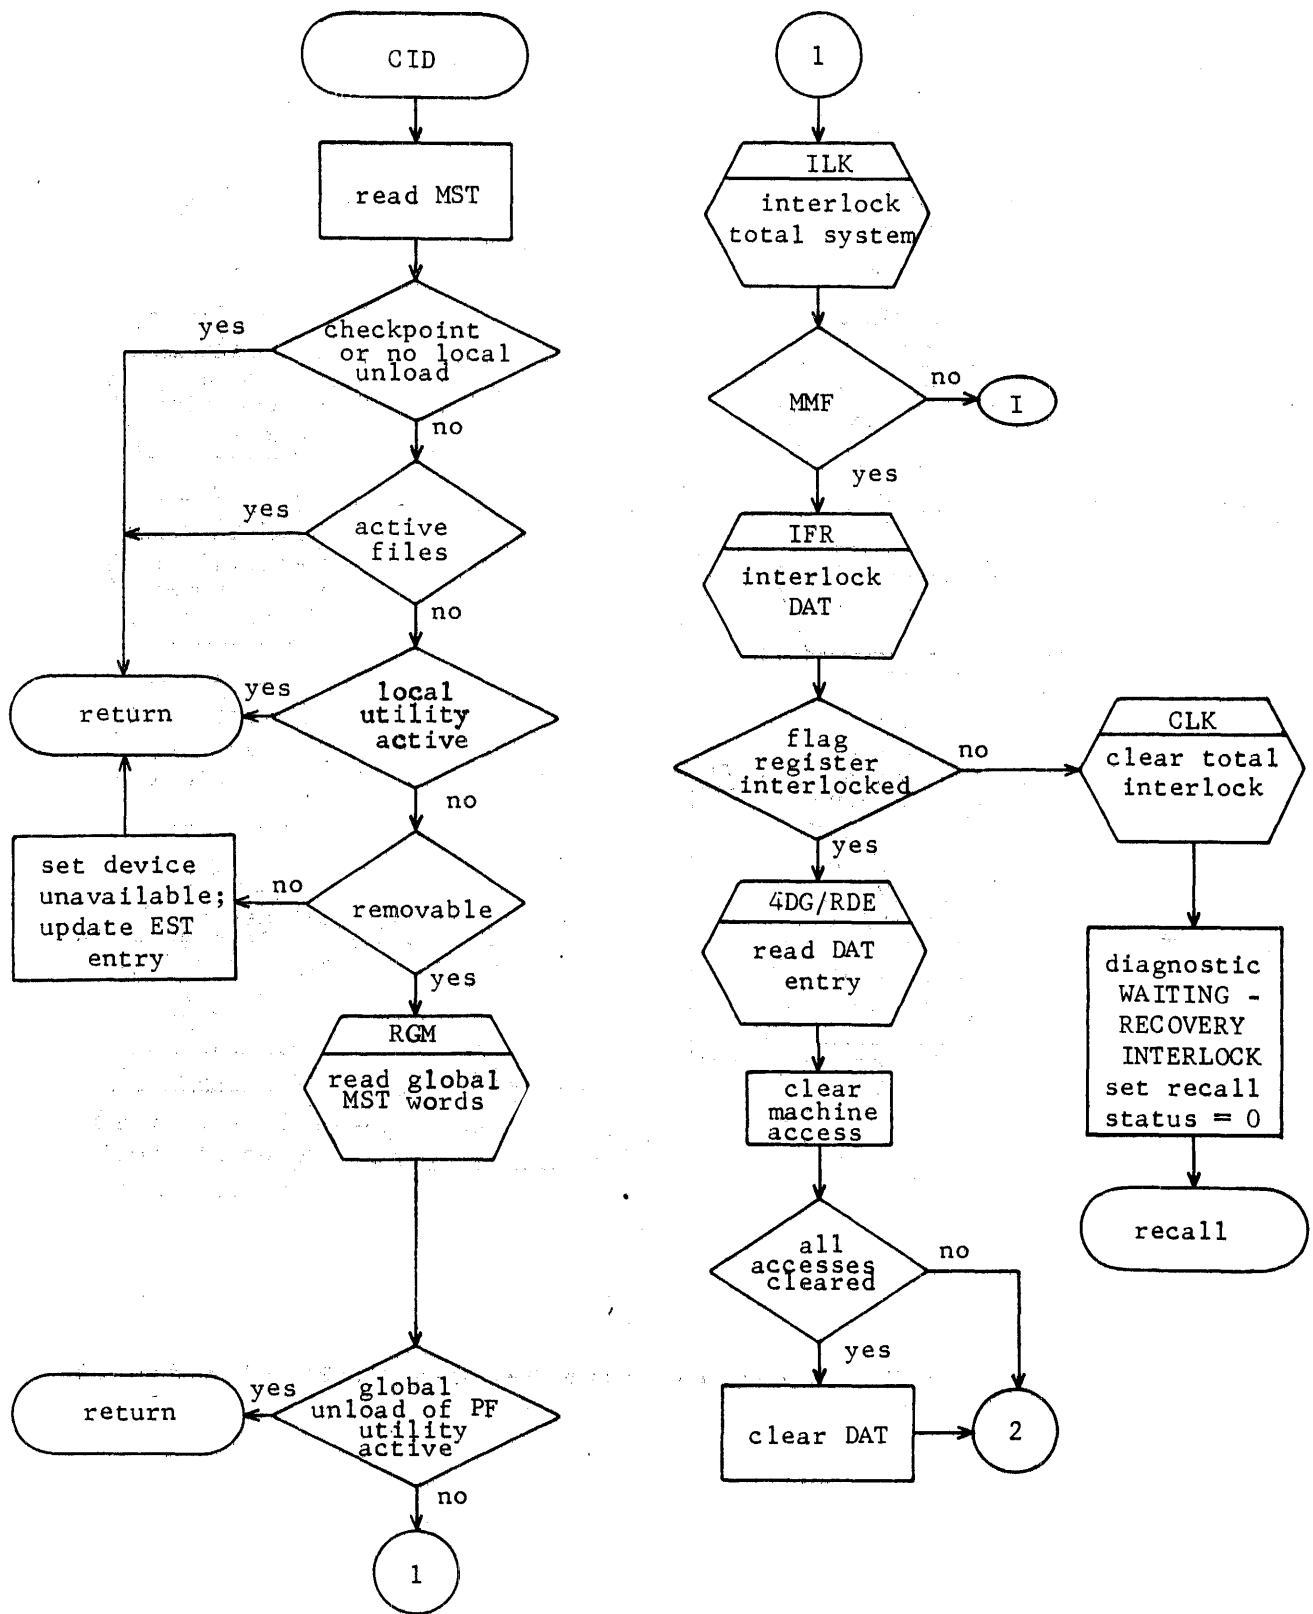 CID
read MST
checkpoint
or no local
unload
yes
no
active
files
yes
no
local
utility
active
yes
return
no
removable
no
set device
unavailable;
update EST
entry
yes
RGM
read global
MST words
global
unload of PF
utility
active
yes
return
no
1
1
ILK
interlock
total system
MMF
no
I
yes
IFR
interlock
DAT
flag
register
interlocked
no
CLK
clear total
interlock
diagnostic
WAITING -
RECOVERY
INTERLOCK
set recall
status = 0
recall
yes
4DG/RDE
read DAT
entry
clear
machine
access
all
accesses
cleared
no
yes
clear DAT
2